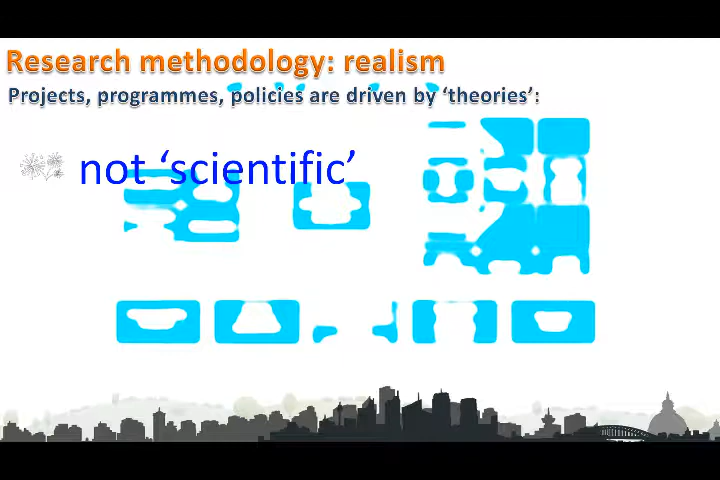 Research methodology: realism
Projects, programmes, policies are driven by ‘theories’:
not ‘scientific’